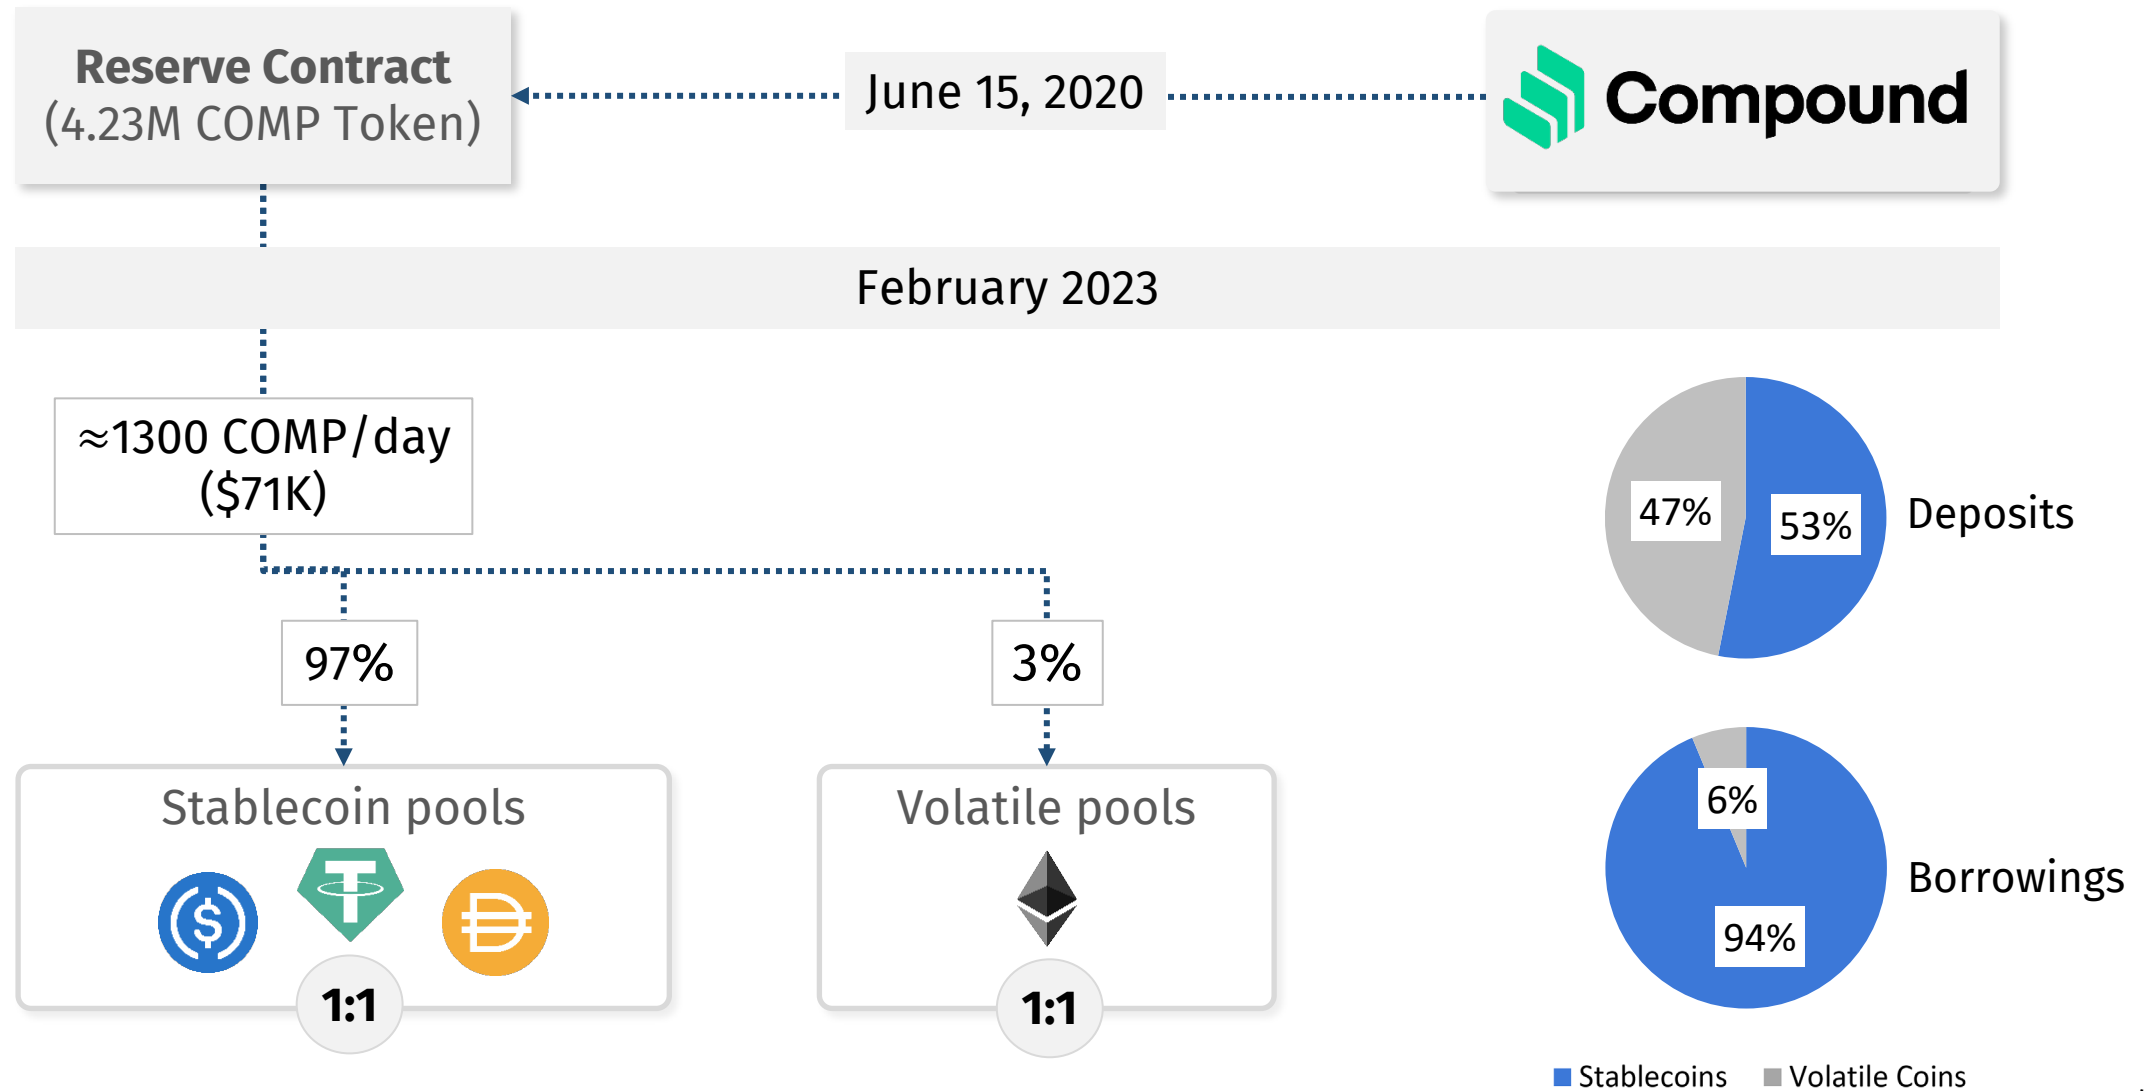 Reserve Contract
(4.23M COMP Token)
June 15, 2020
Compound
February 2023
≈1300 COMP/day
($71K)
97%
3%
Stablecoin pools
1:1
Volatile pools
1:1
47%
53%
Deposits
6%
94%
Borrowings
Stablecoins
Volatile Coins